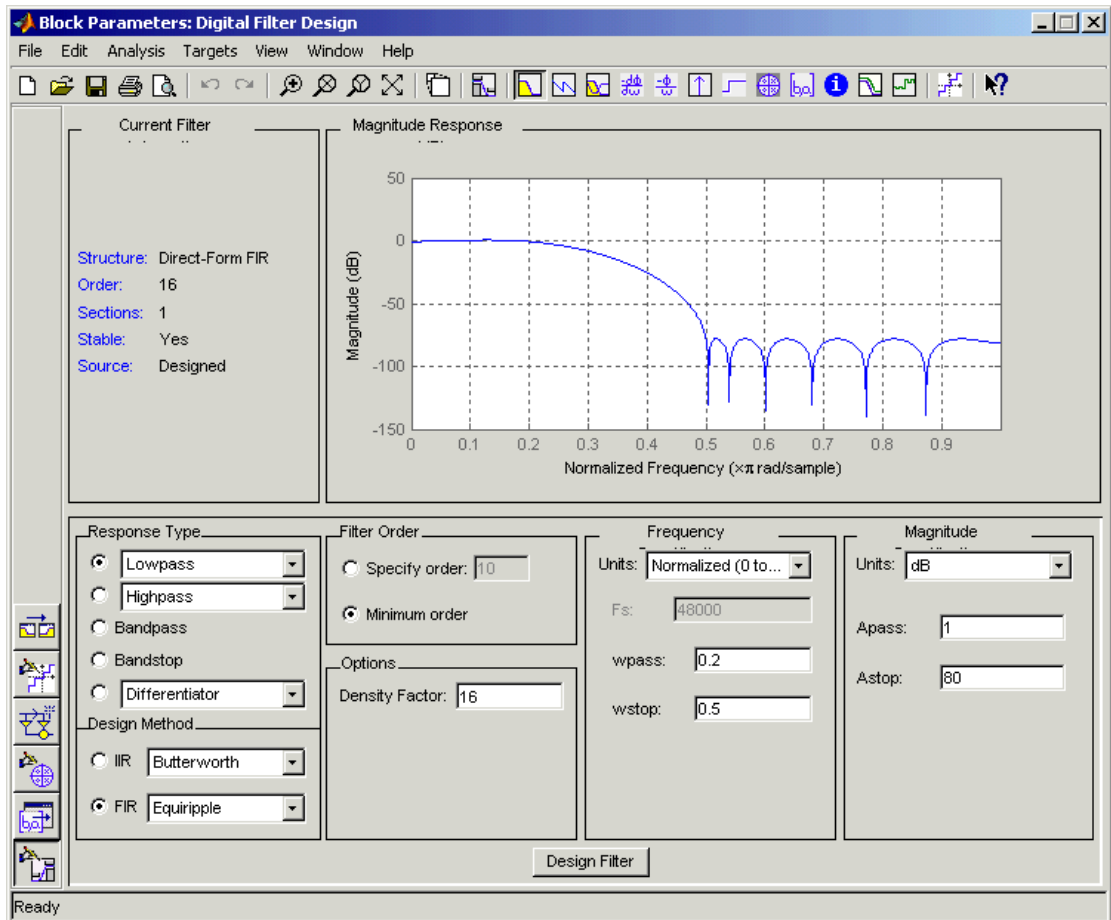 Block Parameters: Digital Filter Design
File Edit Analysis Targets View Window Help
Current Filter
Magnitude Response
50
0
-50
-100
-150
Magnitude (dB)
0 0.1 0.2 0.3 0.4 0.5 0.6 0.7 0.8 0.9
Normalized Frequency (×π rad/sample)
Structure: Direct-Form FIR
Order: 16
Sections: 1
Stable: Yes
Source: Designed
Response Type
Lowpass
Highpass
Bandpass
Bandstop
Differentiator
Design Method
IIR Butterworth
FIR Equiripple
Filter Order
Specify order: 10
Minimum order
Options
Density Factor: 16
Frequency
Units: Normalized (0 to...
Fs: 48000
wpass: 0.2
wstop: 0.5
Magnitude
Units: dB
Apass: 1
Astop: 80
Design Filter
Ready